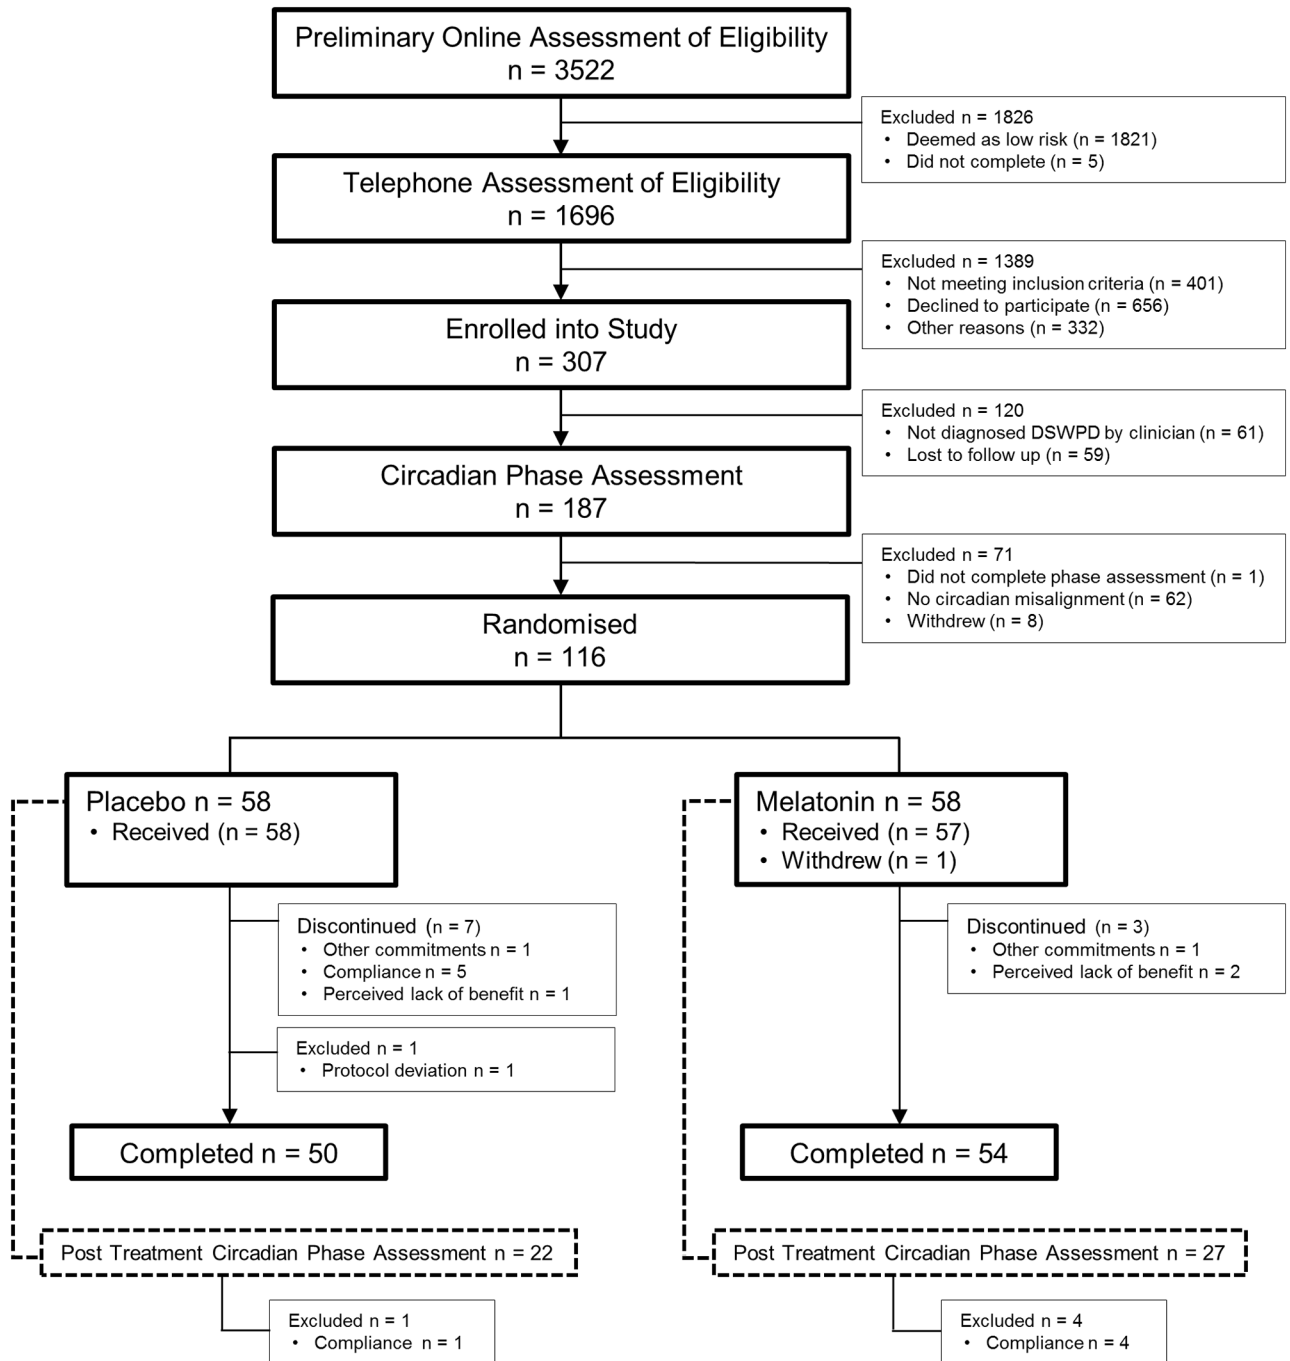 Preliminary Online Assessment of Eligibility
n = 3522
Excluded n = 1826
• Deemed as low risk (n = 1821)
• Did not complete (n = 5)
Telephone Assessment of Eligibility
n = 1696
Excluded n = 1389
• Not meeting inclusion criteria (n = 401)
• Declined to participate (n = 656)
• Other reasons (n = 332)
Enrolled into Study
n = 307
Excluded n = 120
• Not diagnosed DSWPD by clinician (n = 61)
• Lost to follow up (n = 59)
Circadian Phase Assessment
n = 187
Excluded n = 71
• Did not complete phase assessment (n = 1)
• No circadian misalignment (n = 62)
• Withdrew (n = 8)
Randomised
n = 116
Placebo n = 58
• Received (n = 58)
Melatonin n = 58
• Received (n = 57)
• Withdrew (n = 1)
Discontinued (n = 7)
• Other commitments n = 1
• Compliance n = 5
• Perceived lack of benefit n = 1
Discontinued (n = 3)
• Other commitments n = 1
• Perceived lack of benefit n = 2
Excluded n = 1
• Protocol deviation n = 1
Completed n = 50
Completed n = 54
Post Treatment Circadian Phase Assessment n = 22
Post Treatment Circadian Phase Assessment n = 27
Excluded n = 1
• Compliance n = 1
Excluded n = 4
• Compliance n = 4